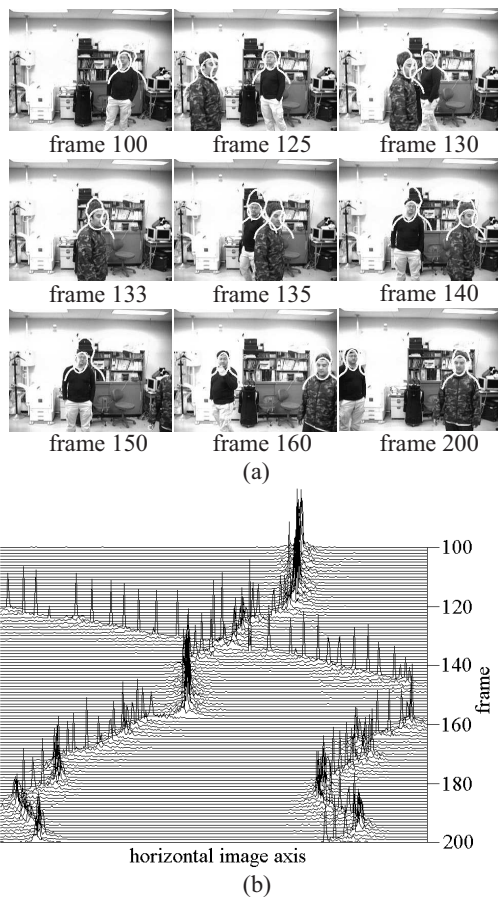 frame 100 frame 125 frame 130
frame 133 frame 135 frame 140
frame 150 frame 160 frame 200
(a)
100
120
140
160
180
200
frame
horizontal image axis
(b)